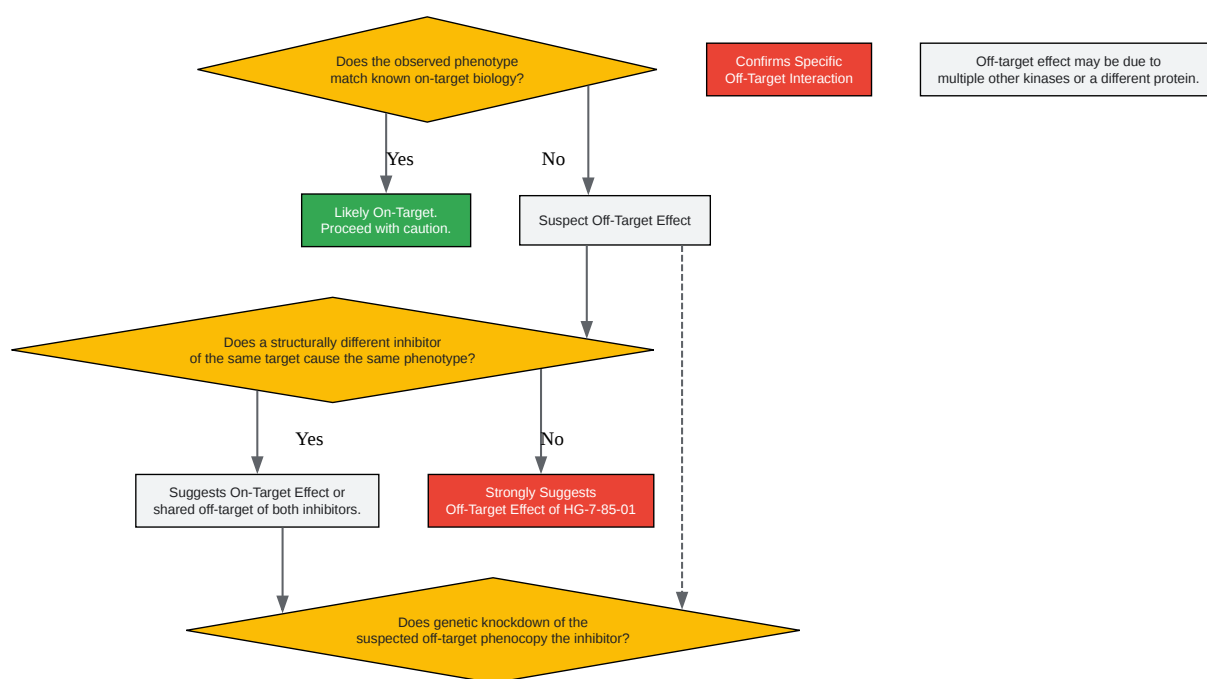 Does the observed phenotype
match known on-target biology?
Confirms Specific
Off-Target Interaction
Off-target effect may be due to
multiple other kinases or a different protein.
Yes
No
Likely On-Target.
Proceed with caution.
Suspect Off-Target Effect
Does a structurally different inhibitor
of the same target cause the same phenotype?
Yes
No
Suggests On-Target Effect or
shared off-target of both inhibitors.
Strongly Suggests
Off-Target Effect of HG-7-85-01
Does genetic knockdown of the
suspected off-target phenocopy the inhibitor?